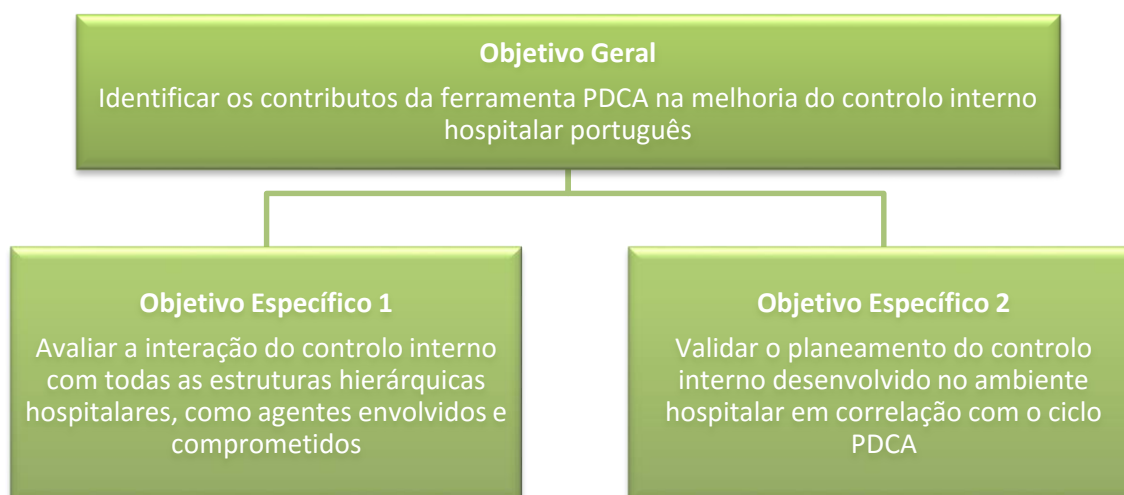 Objetivo Geral
Identificar os contributos da ferramenta PDCA na melhoria do controlo interno
hospitalar português
Objetivo Específico 1
Avaliar a interação do controlo interno
com todas as estruturas hierárquicas
hospitalares, como agentes envolvidos e
comprometidos
Objetivo Específico 2
Validar o planeamento do controlo
interno desenvolvido no ambiente
hospitalar em correlação com o ciclo
PDCA